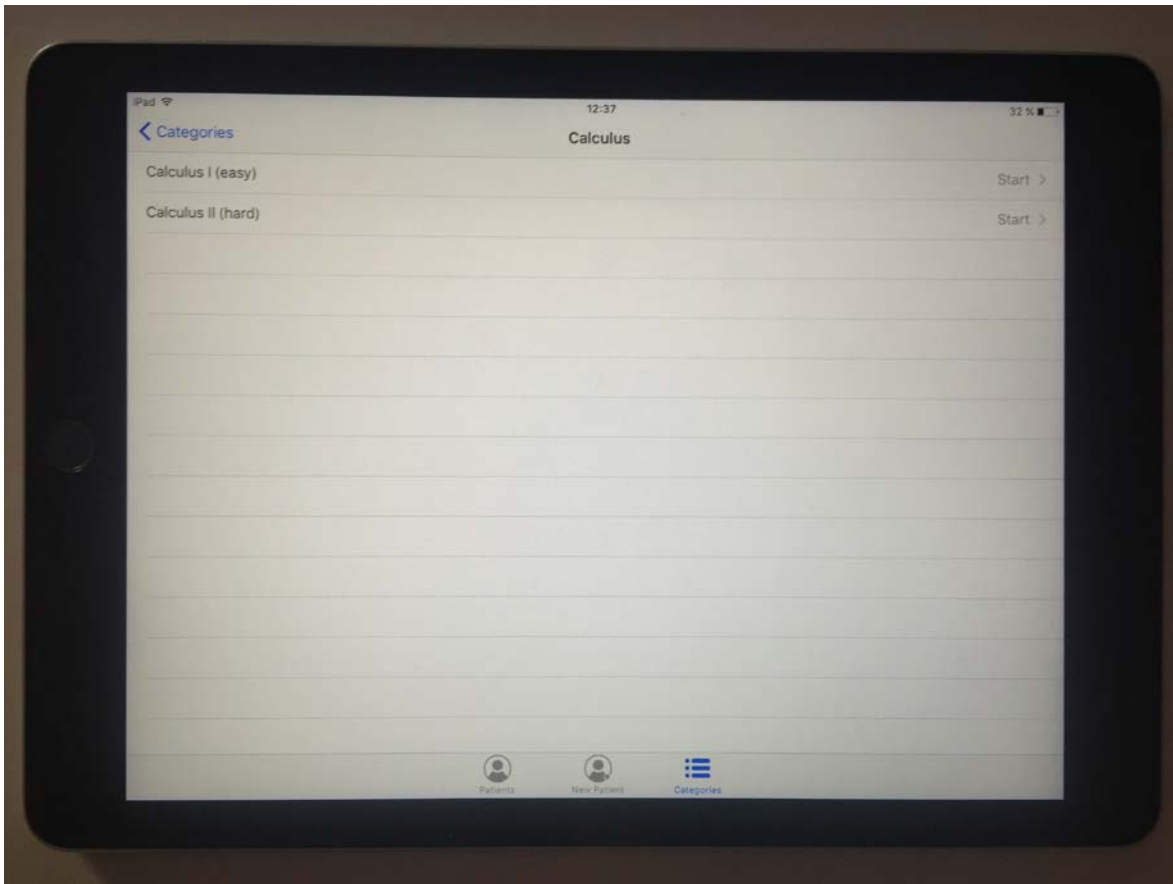 iPad 12:37 32 %
Categories Calculus
Calculus I (easy) Start
Calculus II (hard) Start
Patients New Patient Categories